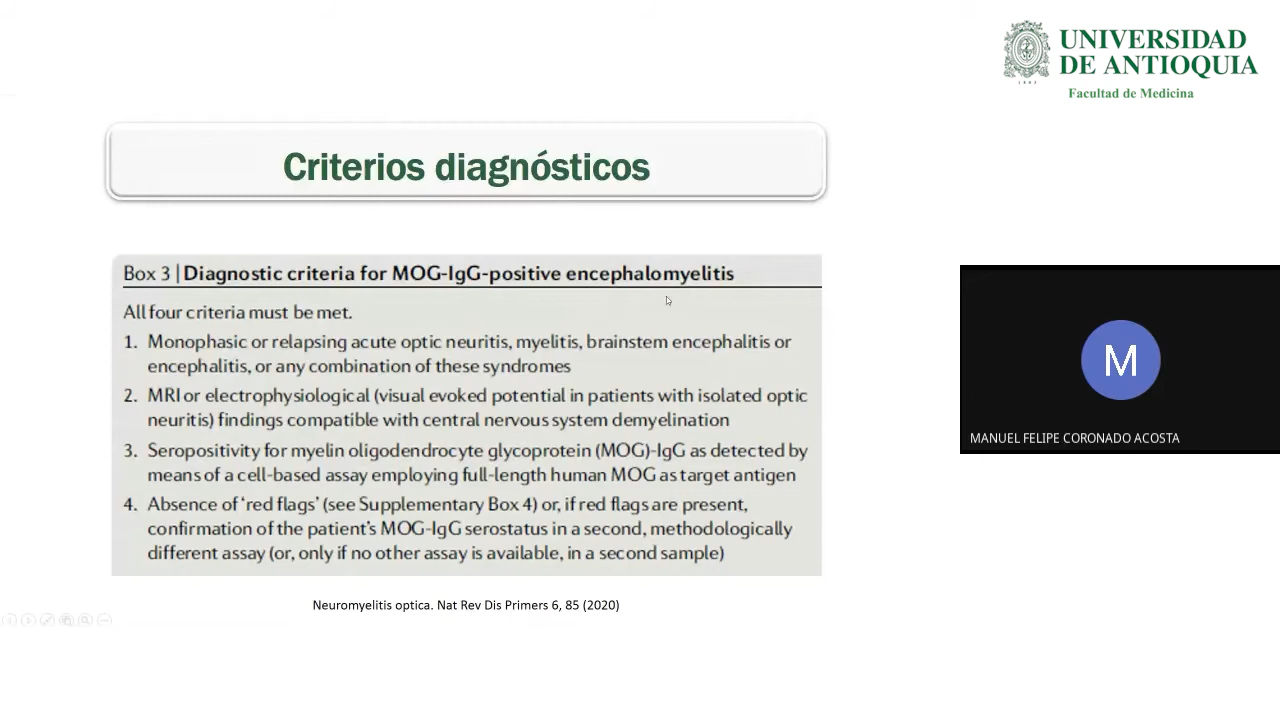 UNIVERSIDAD
DE ANTIOQUIA
1803
Facultad de Medicina
Criterios diagnósticos
Box 3 | Diagnostic criteria for MOG-IgG-positive encephalomyelitis
All four criteria must be met.
1. Monophasic or relapsing acute optic neuritis, myelitis, brainstem encephalitis or
encephalitis, or any combination of these syndromes
2. MRI or electrophysiological (visual evoked potential in patients with isolated optic
neuritis) findings compatible with central nervous system demyelination
3. Seropositivity for myelin oligodendrocyte glycoprotein (MOG)-IgG as detected by
means of a cell-based assay employing full-length human MOG as target antigen
4. Absence of ‘red flags’ (see Supplementary Box 4) or, if red flags are present,
confirmation of the patient’s MOG-IgG serostatus in a second, methodologically
different assay (or, only if no other assay is available, in a second sample)
Neuromyelitis optica. Nat Rev Dis Primers 6, 85 (2020)
M
MANUEL FELIPE CORONADO ACOSTA